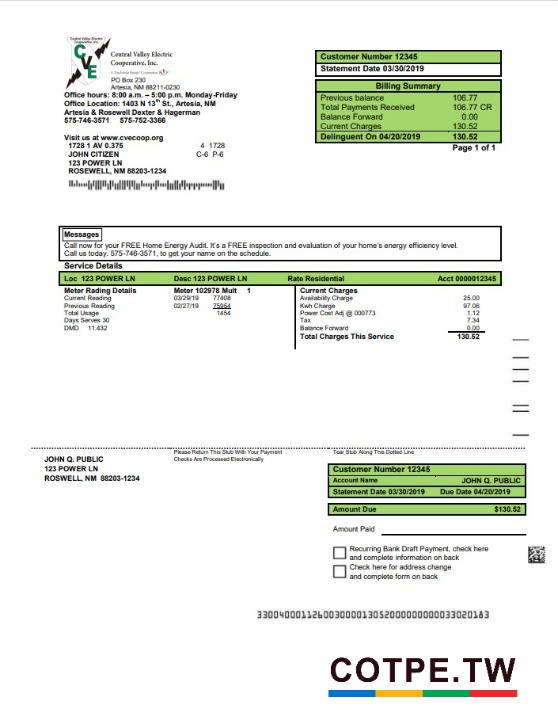 Central Valley Electric
Cooperative, Inc.
CVE
Central Valley Electric
Cooperative, Inc.
A Touchstone Energy Cooperative
PO Box 230
Artesia, NM 88211-0230
Office hours: 8:00 a.m. – 5:00 p.m. Monday-Friday
Office Location: 1403 N 13th St., Artesia, NM
Artesia & Rosewell Dexter & Hagerman
575-746-3571 575-752-3366
Visit us at www.cvecoop.org
1728 1 AV 0.375 4 1728
JOHN CITIZEN C-6 P-6
123 POWER LN
ROSEWELL, NM 88203-1234
Customer Number 12345
Statement Date 03/30/2019
Billing Summary
Previous balance 106.77
Total Payments Received 106.77 CR
Balance Forward 0.00
Current Charges 130.52
Delinguent On 04/20/2019 130.52
Page 1 of 1
Messages
Call now for your FREE Home Energy Audit. It's a FREE inspection and evaluation of your home's energy efficiency level.
Call us today. 575-746-3571, to get your name on the schedule.
Service Details
Loc 123 POWER LN Desc 123 POWER LN Rate Residential Acct 0000012345
Meter Rading Details Moter 102978 Mult 1
Current Reading 03/29/19 77408
Previous Reading 02/27/19 75954
Total Usage 1454
Days Serves 30
DMD 11.432
Current Charges
Availability Charge 25.00
Kwh Charge 97.06
Power Cost Adj @ 000773 1.12
Tax 7.34
Balance Forward 0.00
Total Charges This Service 130.52
Please Return This Stub With Your Payment Tear Stub Along This Dotted Line
Checks Are Processed Electronically
JOHN Q. PUBLIC
123 POWER LN
ROSWELL, NM 88203-1234
Customer Number 12345
Account Name JOHN Q. PUBLIC
Statement Date 03/30/2019 Due Date 04/20/2019
Amount Due $130.52
Amount Paid
Recurring Bank Draft Payment, check here
and complete information on back
Check here for address change
and complete form on back
33004000112600300001305200000000033020183
COTPE.TW